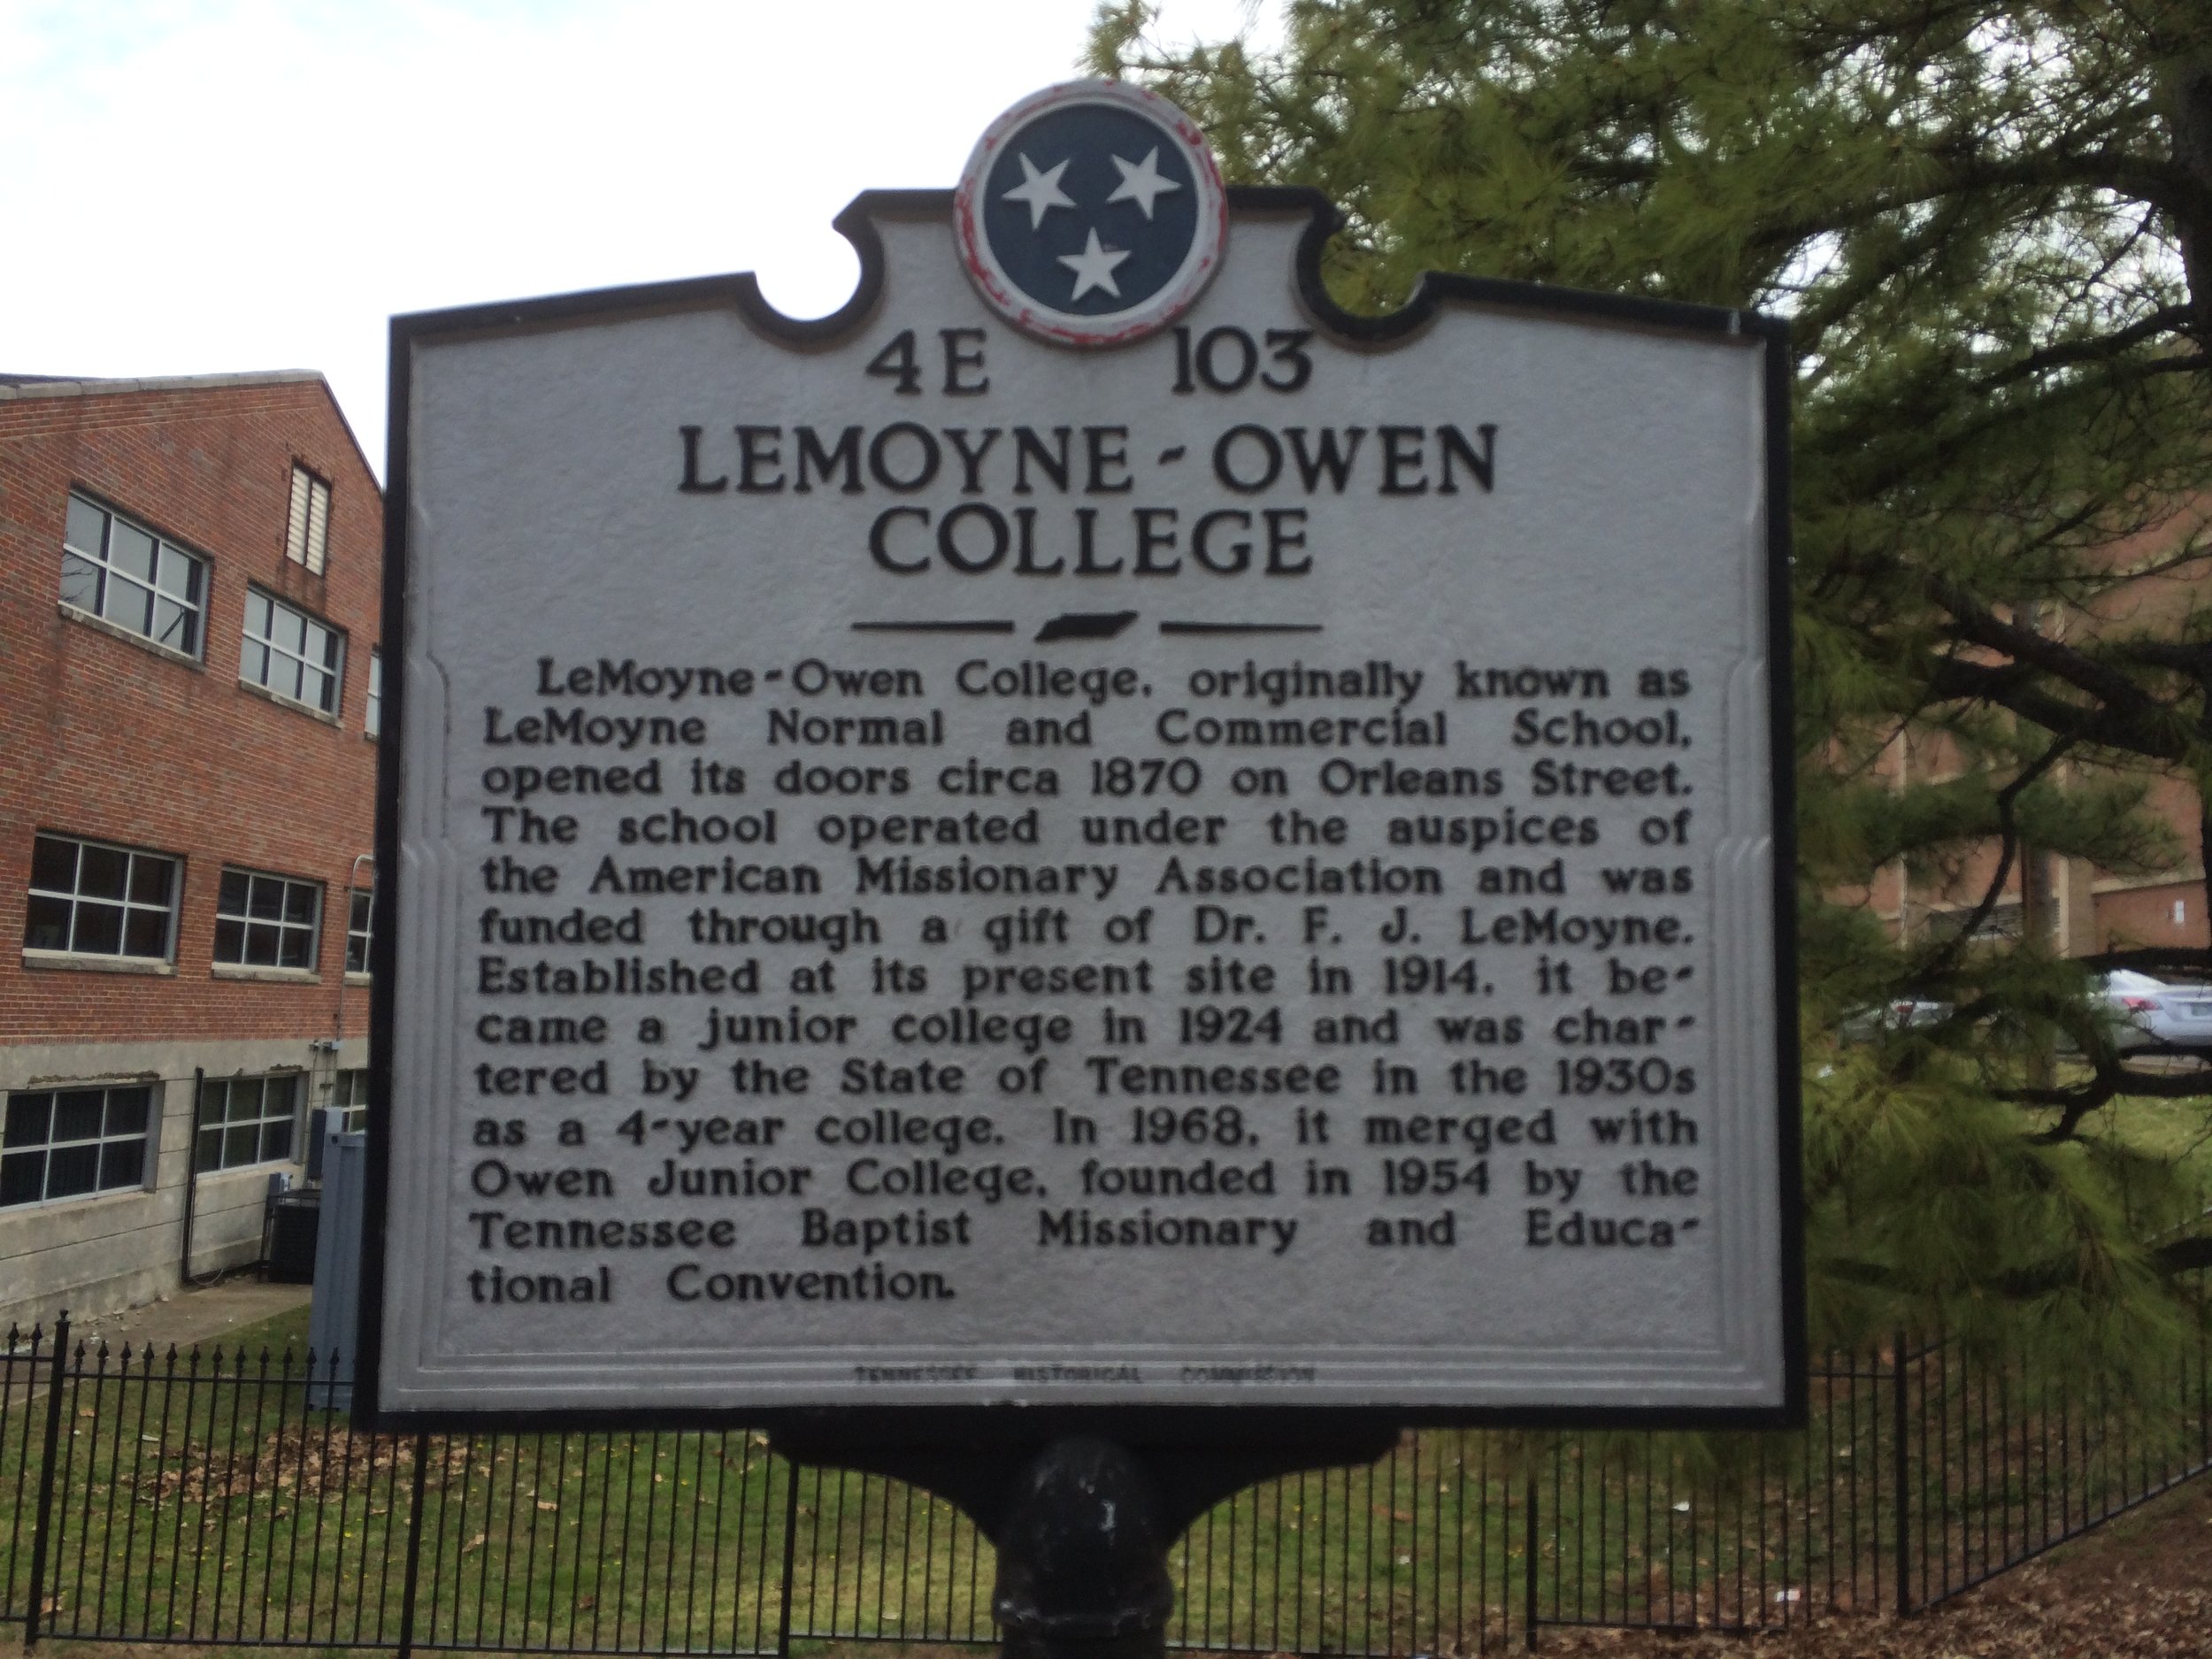 4E 103
LEMOYNE-OWEN
COLLEGE
LeMoyne-Owen College, originally known as
LeMoyne Normal and Commercial School,
opened its doors circa 1870 on Orleans Street.
The school operated under the auspices of
the American Missionary Association and was
funded through a gift of Dr. F. J. LeMoyne.
Established at its present site in 1914, it be-
came a junior college in 1924 and was char-
tered by the State of Tennessee in the 1930s
as a 4-year college. In 1968, it merged with
Owen Junior College, founded in 1954 by the
Tennessee Baptist Missionary and Educa-
tional Convention.
TENNESSEE HISTORICAL COMMISSION